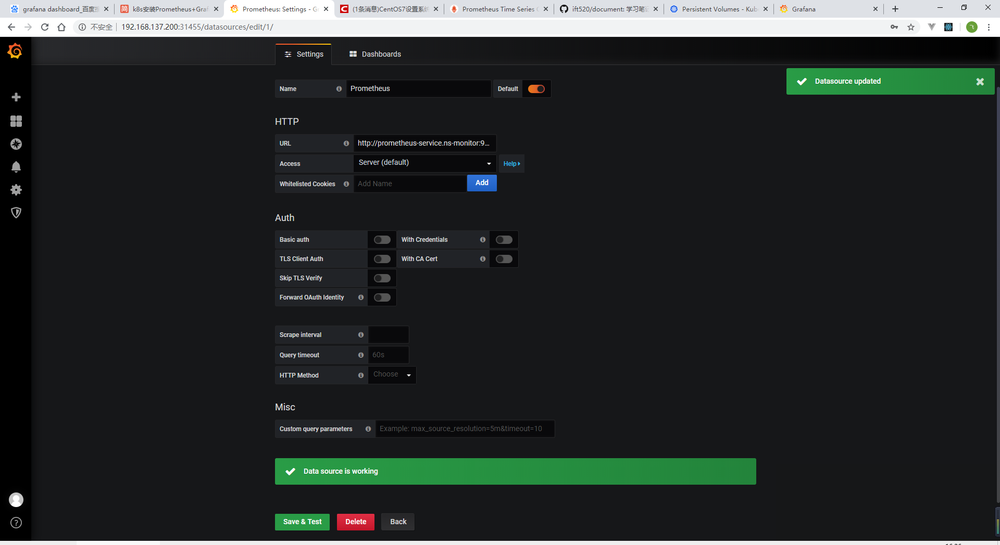 grafana dashboard_百度搜
k8s安装Prometheus+Graf
Prometheus: Settings - Gr
(1条消息)CentOS7设置系统
Prometheus Time Series C
ift520/document: 学习笔记
Persistent Volumes - Kub
Grafana
不安全 192.168.137.200:31455/datasources/edit/1/
Settings Dashboards
Datasource updated
Name Prometheus Default
HTTP
URL http://prometheus-service.ns-monitor:9...
Access Server (default) Help
Whitelisted Cookies Add Name Add
Auth
Basic auth With Credentials
TLS Client Auth With CA Cert
Skip TLS Verify
Forward OAuth Identity
Scrape interval
Query timeout 60s
HTTP Method Choose
Misc
Custom query parameters Example: max_source_resolution=5m&timeout=10
Data source is working
Save & Test Delete Back